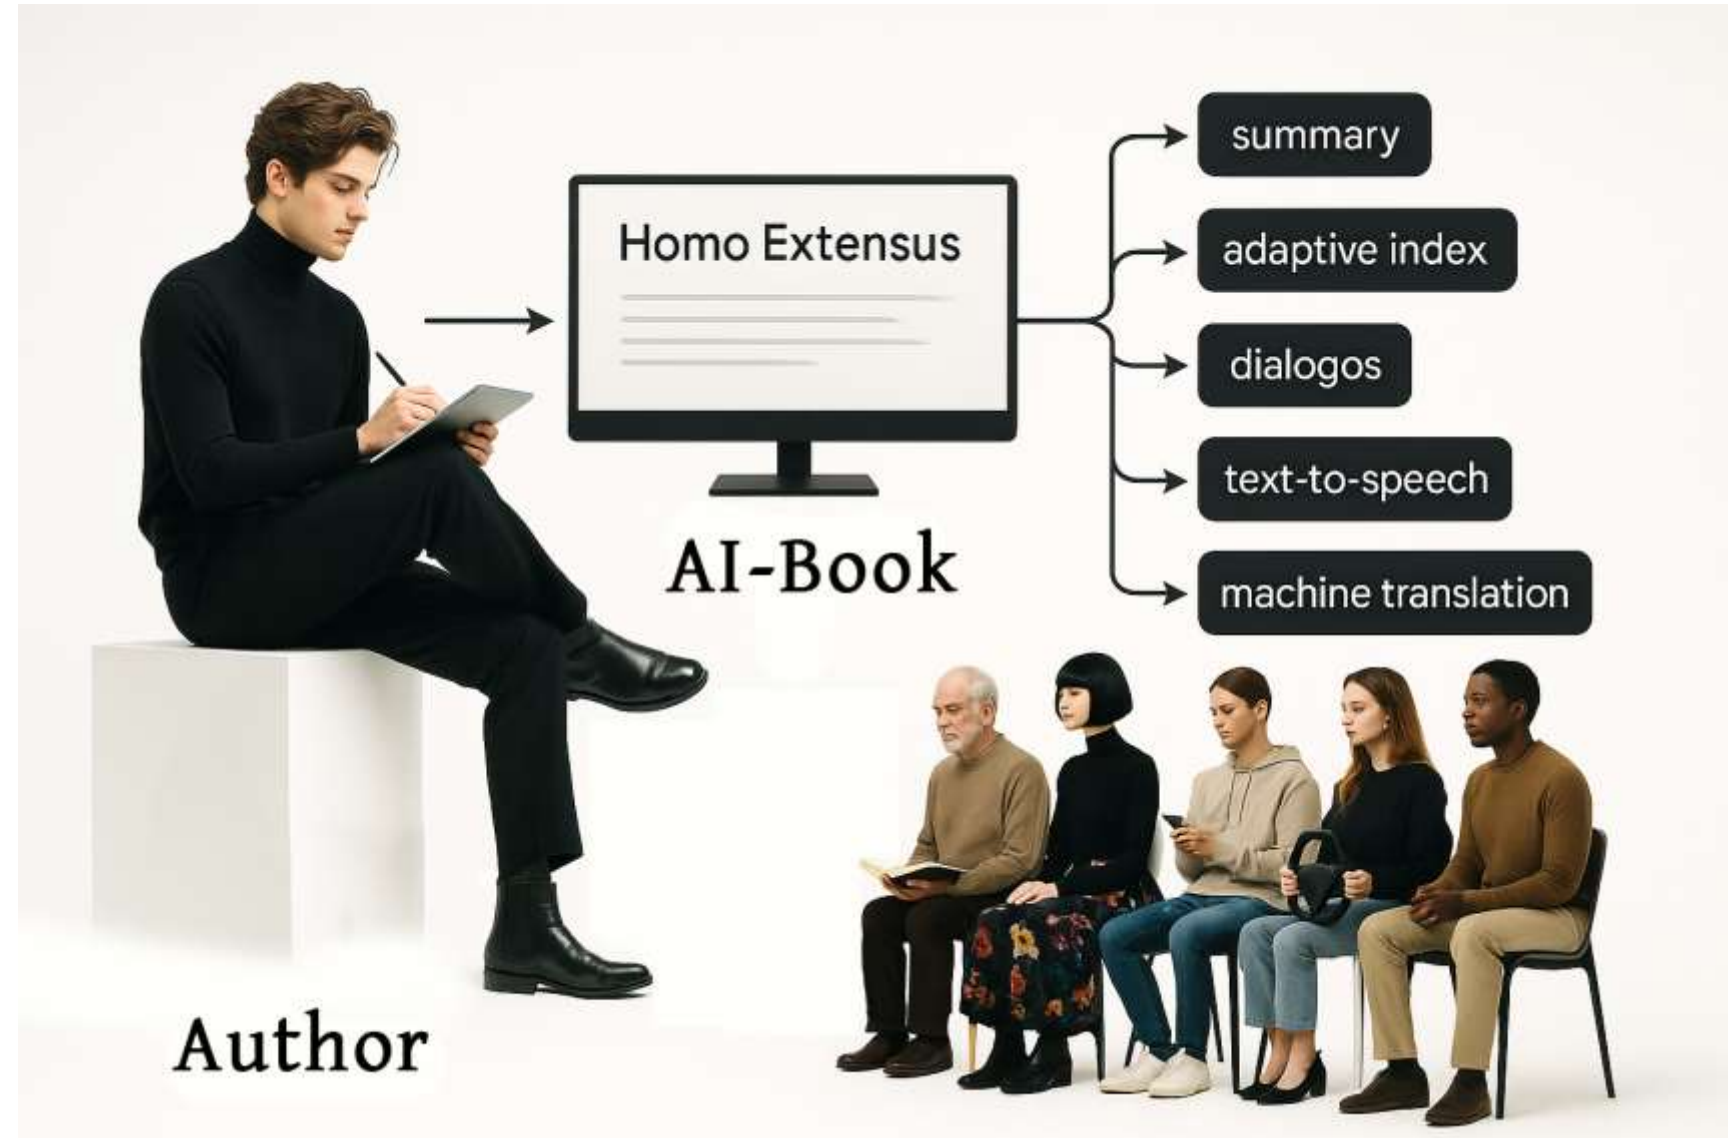 Homo Extensus
AI-Book
Author
summary
adaptive index
dialogos
text-to-speech
machine translation